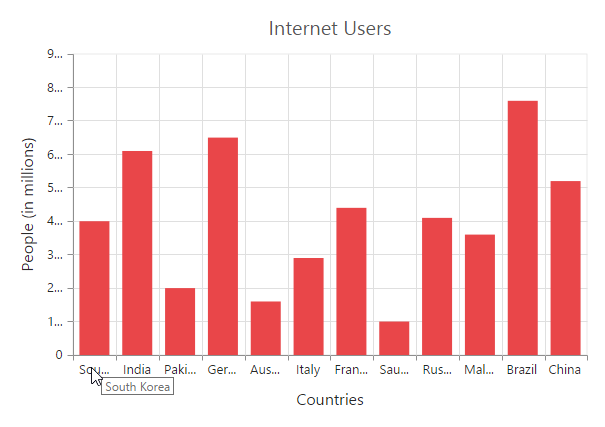 Internet Users
People (in millions)
9...
8...
7...
6...
5...
4...
3...
2...
1...
0
Sou... India Paki... Ger... Aus... Italy Fran... Sau... Rus... Mal... Brazil China
South Korea
Countries